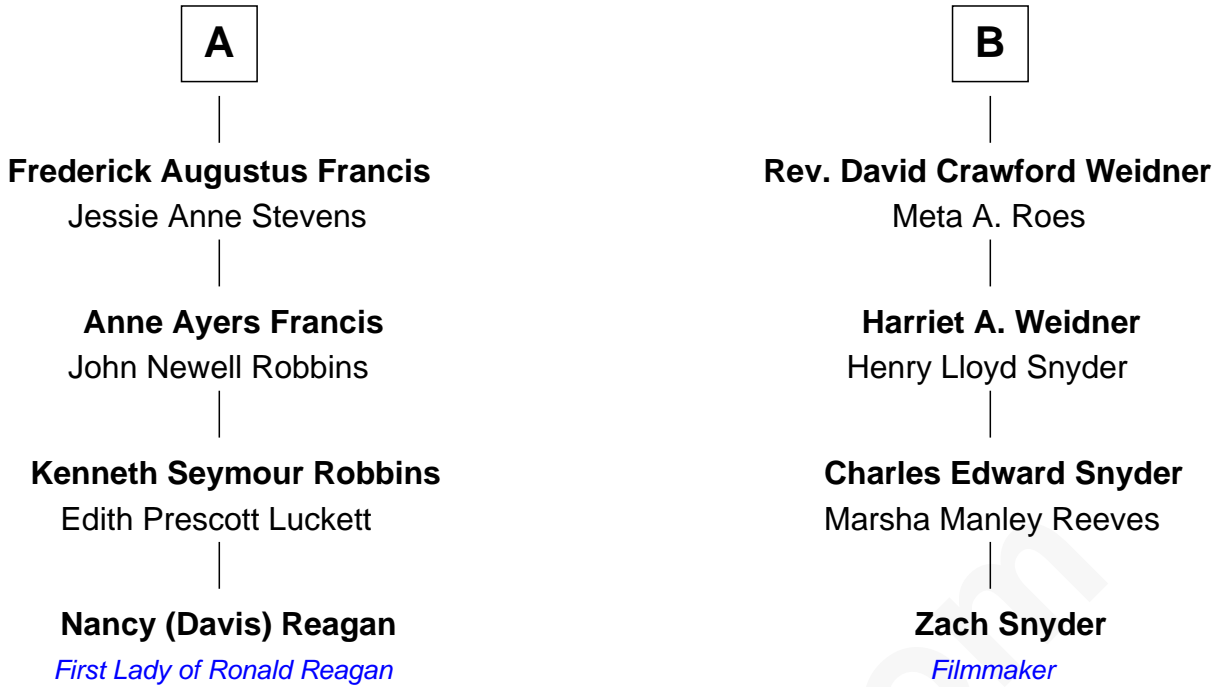 A
Frederick Augustus Francis
Jessie Anne Stevens
Anne Ayers Francis
John Newell Robbins
Kenneth Seymour Robbins
Edith Prescott Luckett
Nancy (Davis) Reagan
First Lady of Ronald Reagan
B
Rev. David Crawford Weidner
Meta A. Roes
Harriet A. Weidner
Henry Lloyd Snyder
Charles Edward Snyder
Marsha Manley Reeves
Zach Snyder
Filmmaker